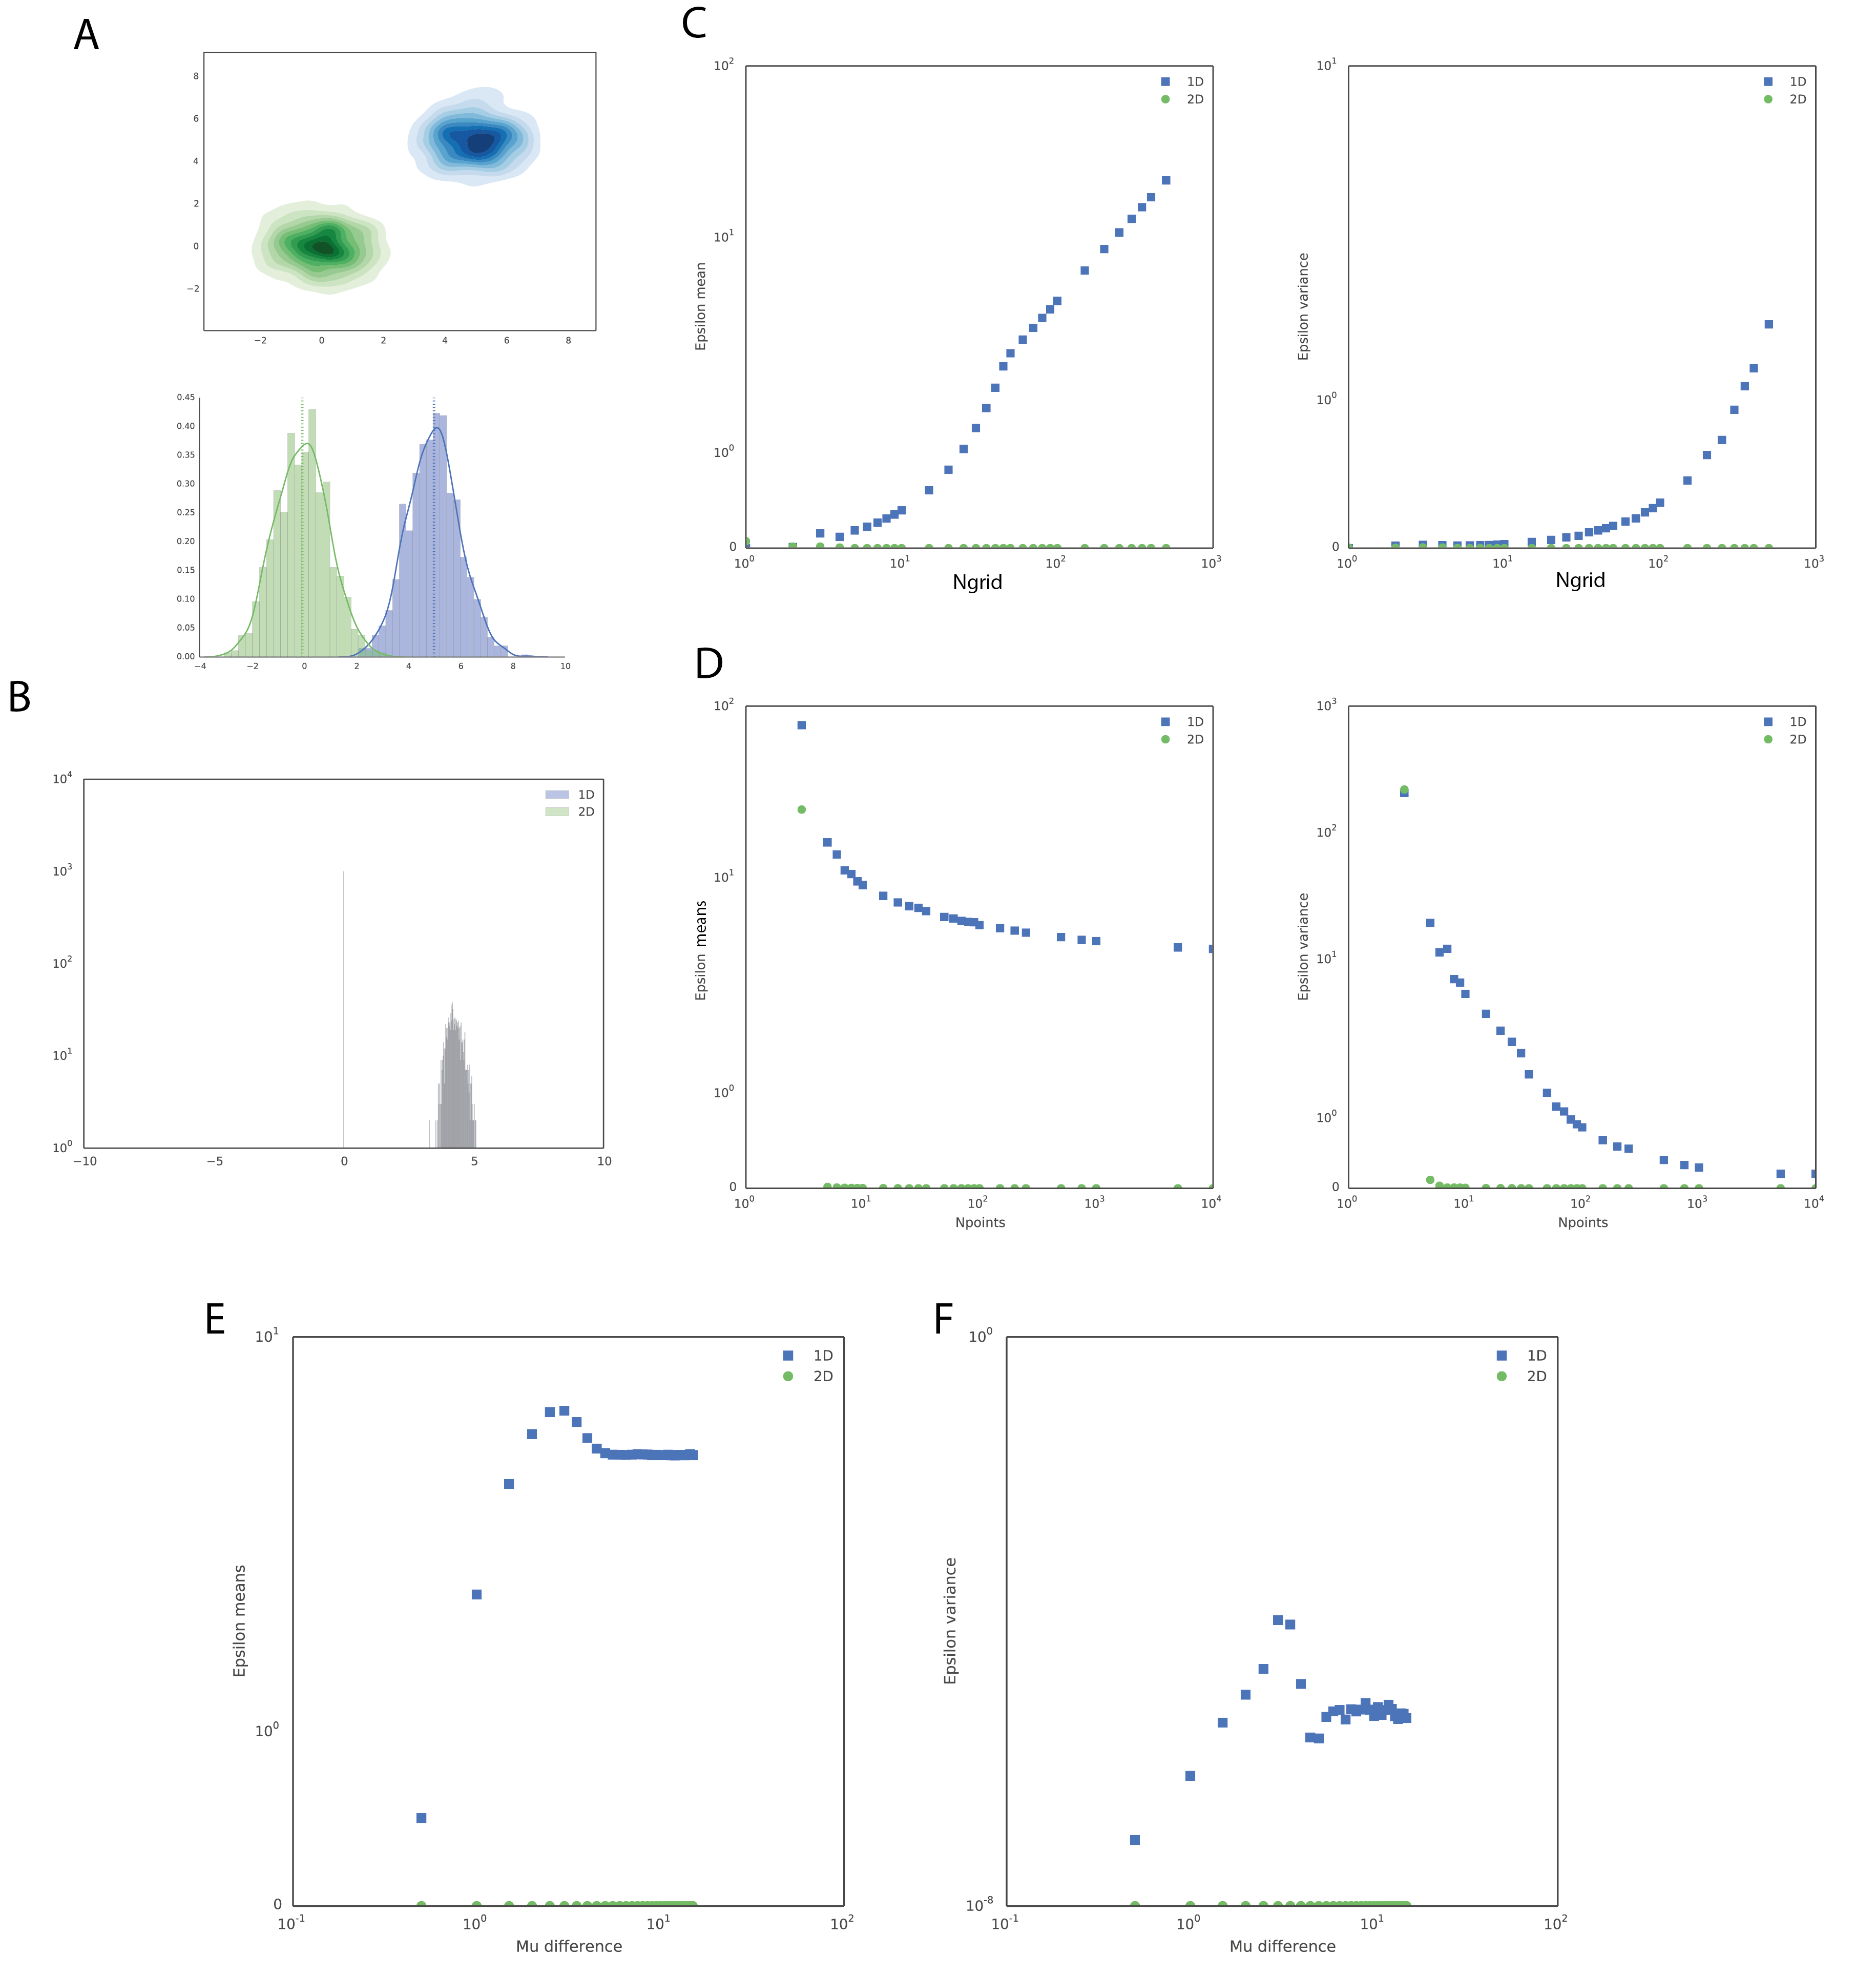 A
8
6
4
2
0
−2
−2 0 2 4 6 8
0.45
0.40
0.35
0.30
0.25
0.20
0.15
0.10
0.05
0.00
−4 −2 0 2 4 6 8 10
B
10^4
10^3
10^2
10^1
10^0
−10 −5 0 5 10
1D
2D
C
10^2
10^1
10^0
0
Epsilon mean
1D
2D
10^0 10^1 10^2 10^3
Ngrid
10^1
10^0
0
Epsilon variance
1D
2D
10^0 10^1 10^2 10^3
Ngrid
D
10^2
10^1
10^0
0
Epsilon means
1D
2D
10^0 10^1 10^2 10^3 10^4
Npoints
10^3
10^2
10^1
10^0
0
Epsilon variance
1D
2D
10^0 10^1 10^2 10^3 10^4
Npoints
E
10^1
10^0
0
Epsilon means
1D
2D
10^-1 10^0 10^1 10^2
Mu difference
F
10^0
10^-8
Epsilon variance
1D
2D
10^-1 10^0 10^1 10^2
Mu difference